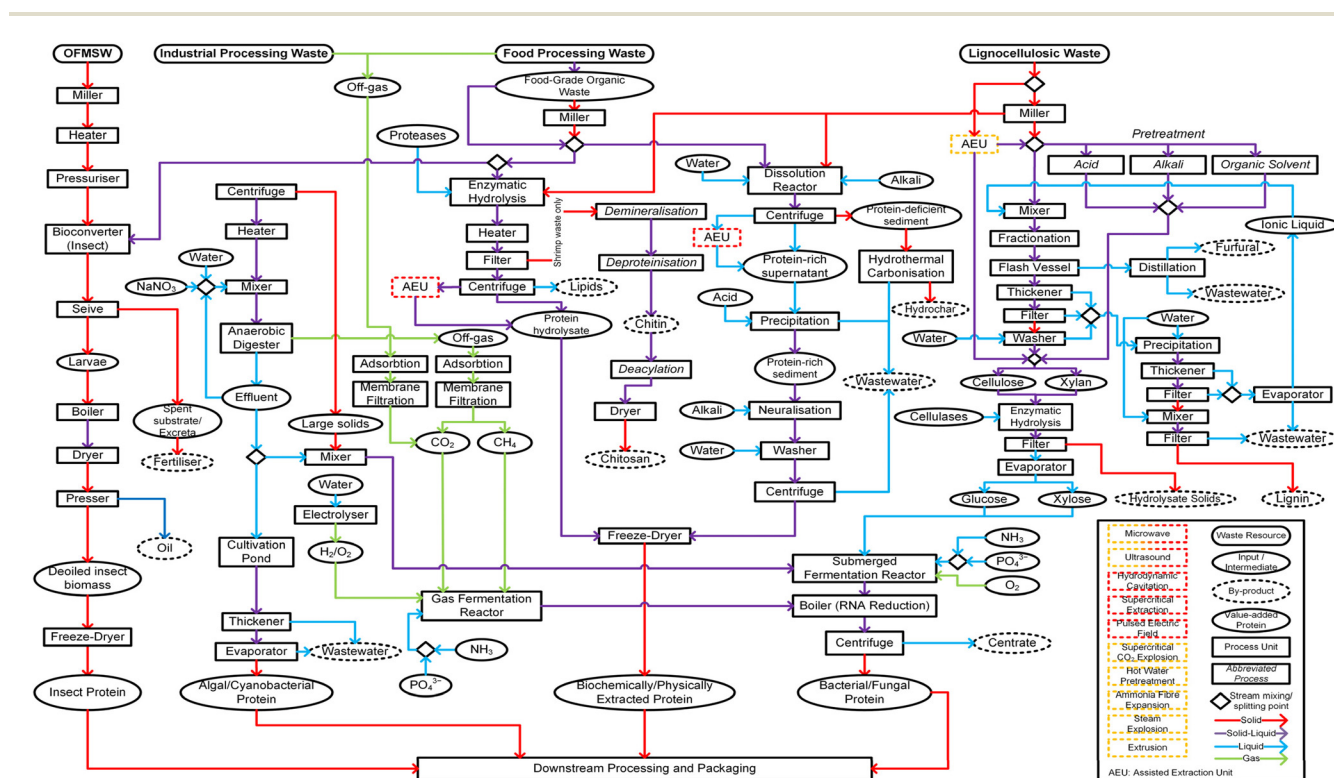 OFMSW
Industrial Processing Waste
Food Processing Waste
Lignocellulosic Waste
Off-gas
Food-Grade Organic
Waste
Miller
Miller
Miller
Heater
Pressuriser
Bioconverter
(Insect)
Seive
Larvae
Boiler
Dryer
Presser
Oil
Deoiled insect
biomass
Freeze-Dryer
Insect Protein
Spent
substrate/
Excreta
Fertiliser
Centrifuge
Heater
Water
NaNO₃
Mixer
Anaerobic
Digester
Effluent
Large solids
Mixer
Water
Electrolyser
H₂/O₂
Cultivation
Pond
Thickener
Evaporator
Wastewater
Algal/Cyanobacterial
Protein
Proteases
Enzymatic
Hydrolysis
Heater
Filter
Shrimp waste only
AEU
Centrifuge
Lipids
Protein
hydrolysate
Off-gas
Adsorbtion
Adsorbtion
Membrane
Filtration
Membrane
Filtration
CO₂
CH₄
Gas Fermentation
Reactor
NH₃
PO₄³⁻
Demineralisation
Deproteinisation
Chitin
Deacylation
Dryer
Chitosan
Freeze-Dryer
Biochemically/Physically
Extracted Protein
Water
Dissolution
Reactor
Alkali
Centrifuge
Protein-deficient
sediment
AEU
Protein-rich
supernatant
Hydrothermal
Carbonisation
Hydrochar
Acid
Precipitation
Protein-rich
sediment
Wastewater
Alkali
Neuralisation
Water
Washer
Centrifuge
AEU
Pretreatment
Acid
Alkali
Organic Solvent
Mixer
Fractionation
Flash Vessel
Thickener
Filter
Water
Washer
Cellulose
Xylan
Cellulases
Enzymatic
Hydrolysis
Filter
Evaporator
Glucose
Xylose
Hydrolysate Solids
Ionic Liquid
Furfural
Distillation
Wastewater
Water
Precipitation
Thickener
Filter
Evaporator
Mixer
Filter
Wastewater
Lignin
Submerged
Fermentation Reactor
NH₃
PO₄³⁻
O₂
Boiler (RNA Reduction)
Centrifuge
Centrate
Bacterial/Fungal
Protein
Downstream Processing and Packaging
Microwave
Ultrasound
Hydrodynamic
Cavitation
Supercritical
Extraction
Pulsed Electric
Field
Supercritical
CO₂ Explosion
Hot Water
Pretreatment
Ammonia Fibre
Expansion
Steam
Explosion
Extrusion
Waste Resource
Input /
Intermediate
By-product
Value-added
Protein
Process Unit
Abbreviated
Process
Stream mixing/
splitting point
Solid
Solid-Liquid
Liquid
Gas
AEU: Assisted Extraction Unit